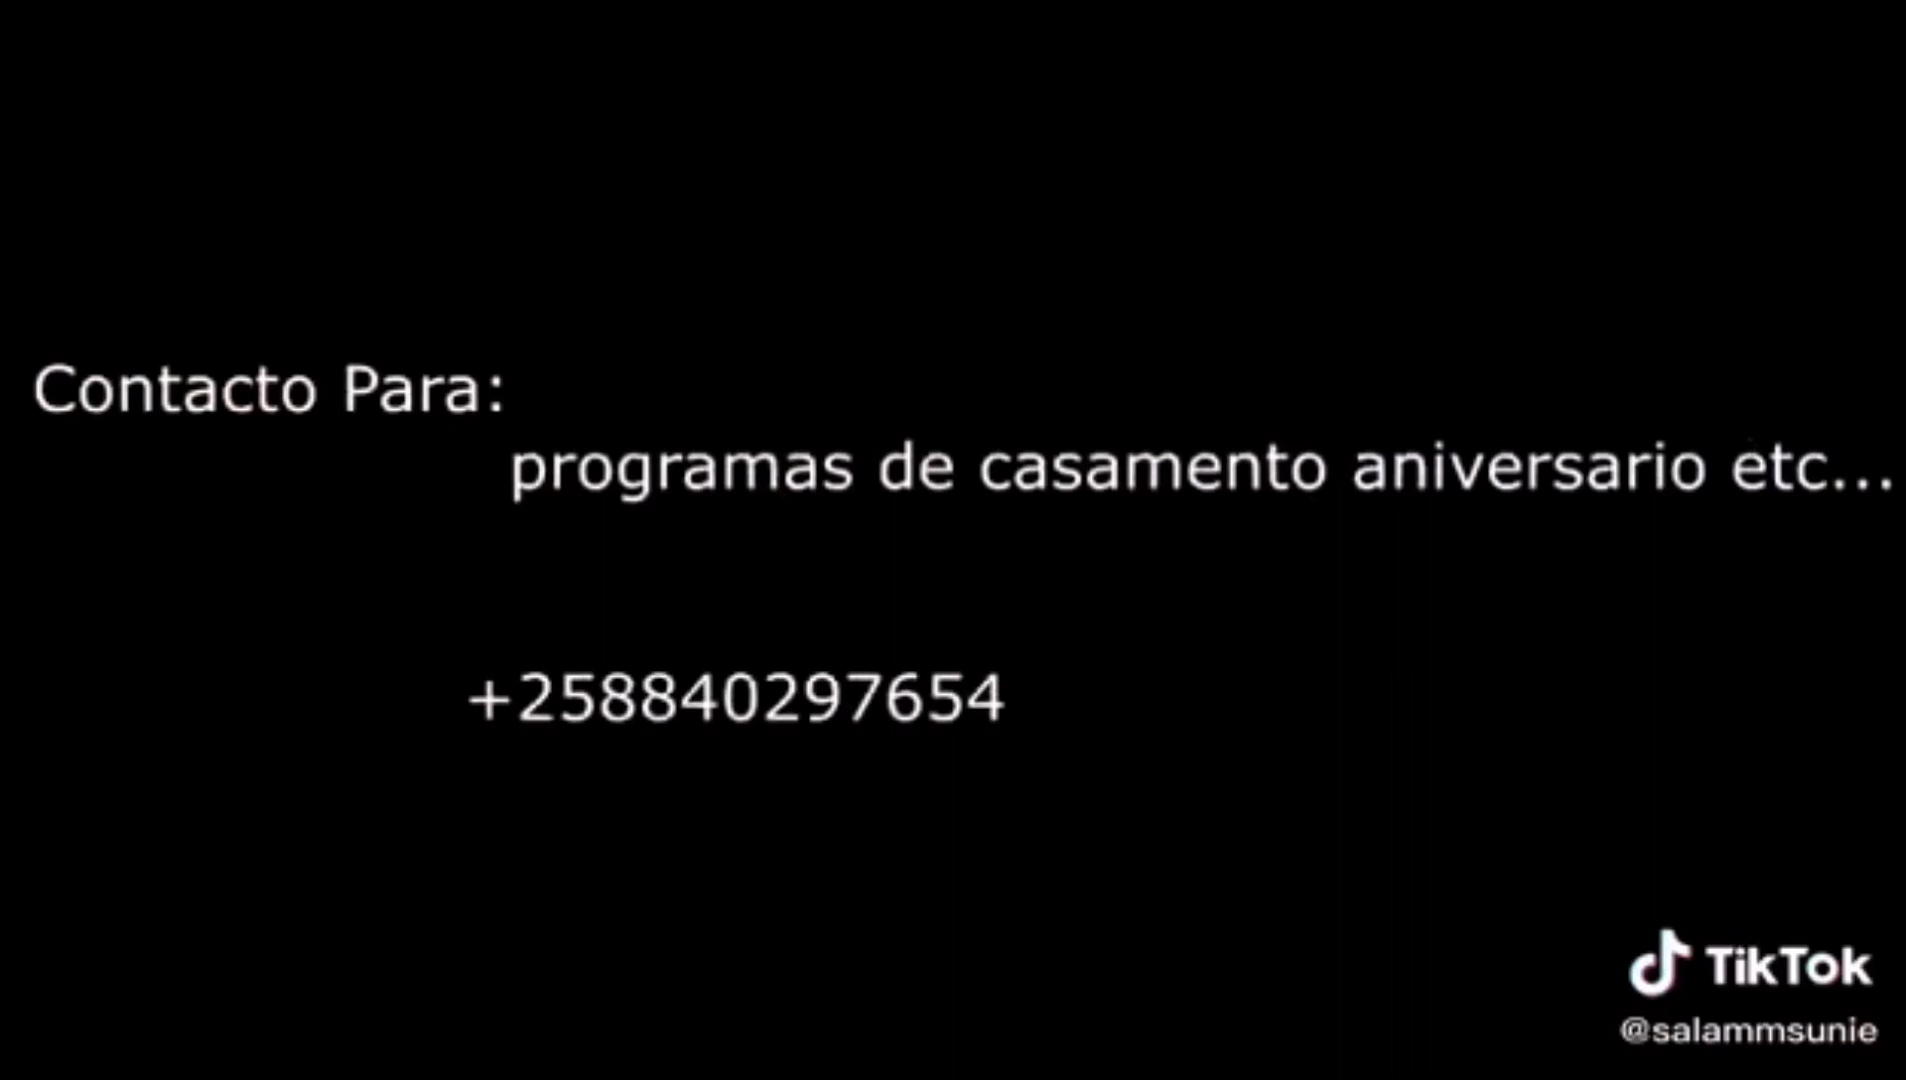 Contacto Para:
programas de casamento aniversario etc...
+258840297654
TikTok
@salammsunie